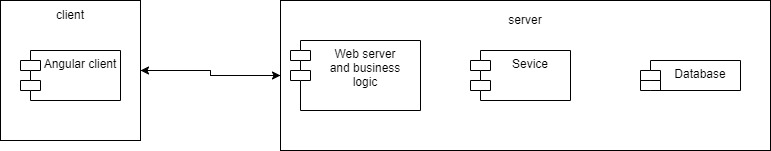 client
server
Angular client
Web server
and business
logic
Sevice
Database